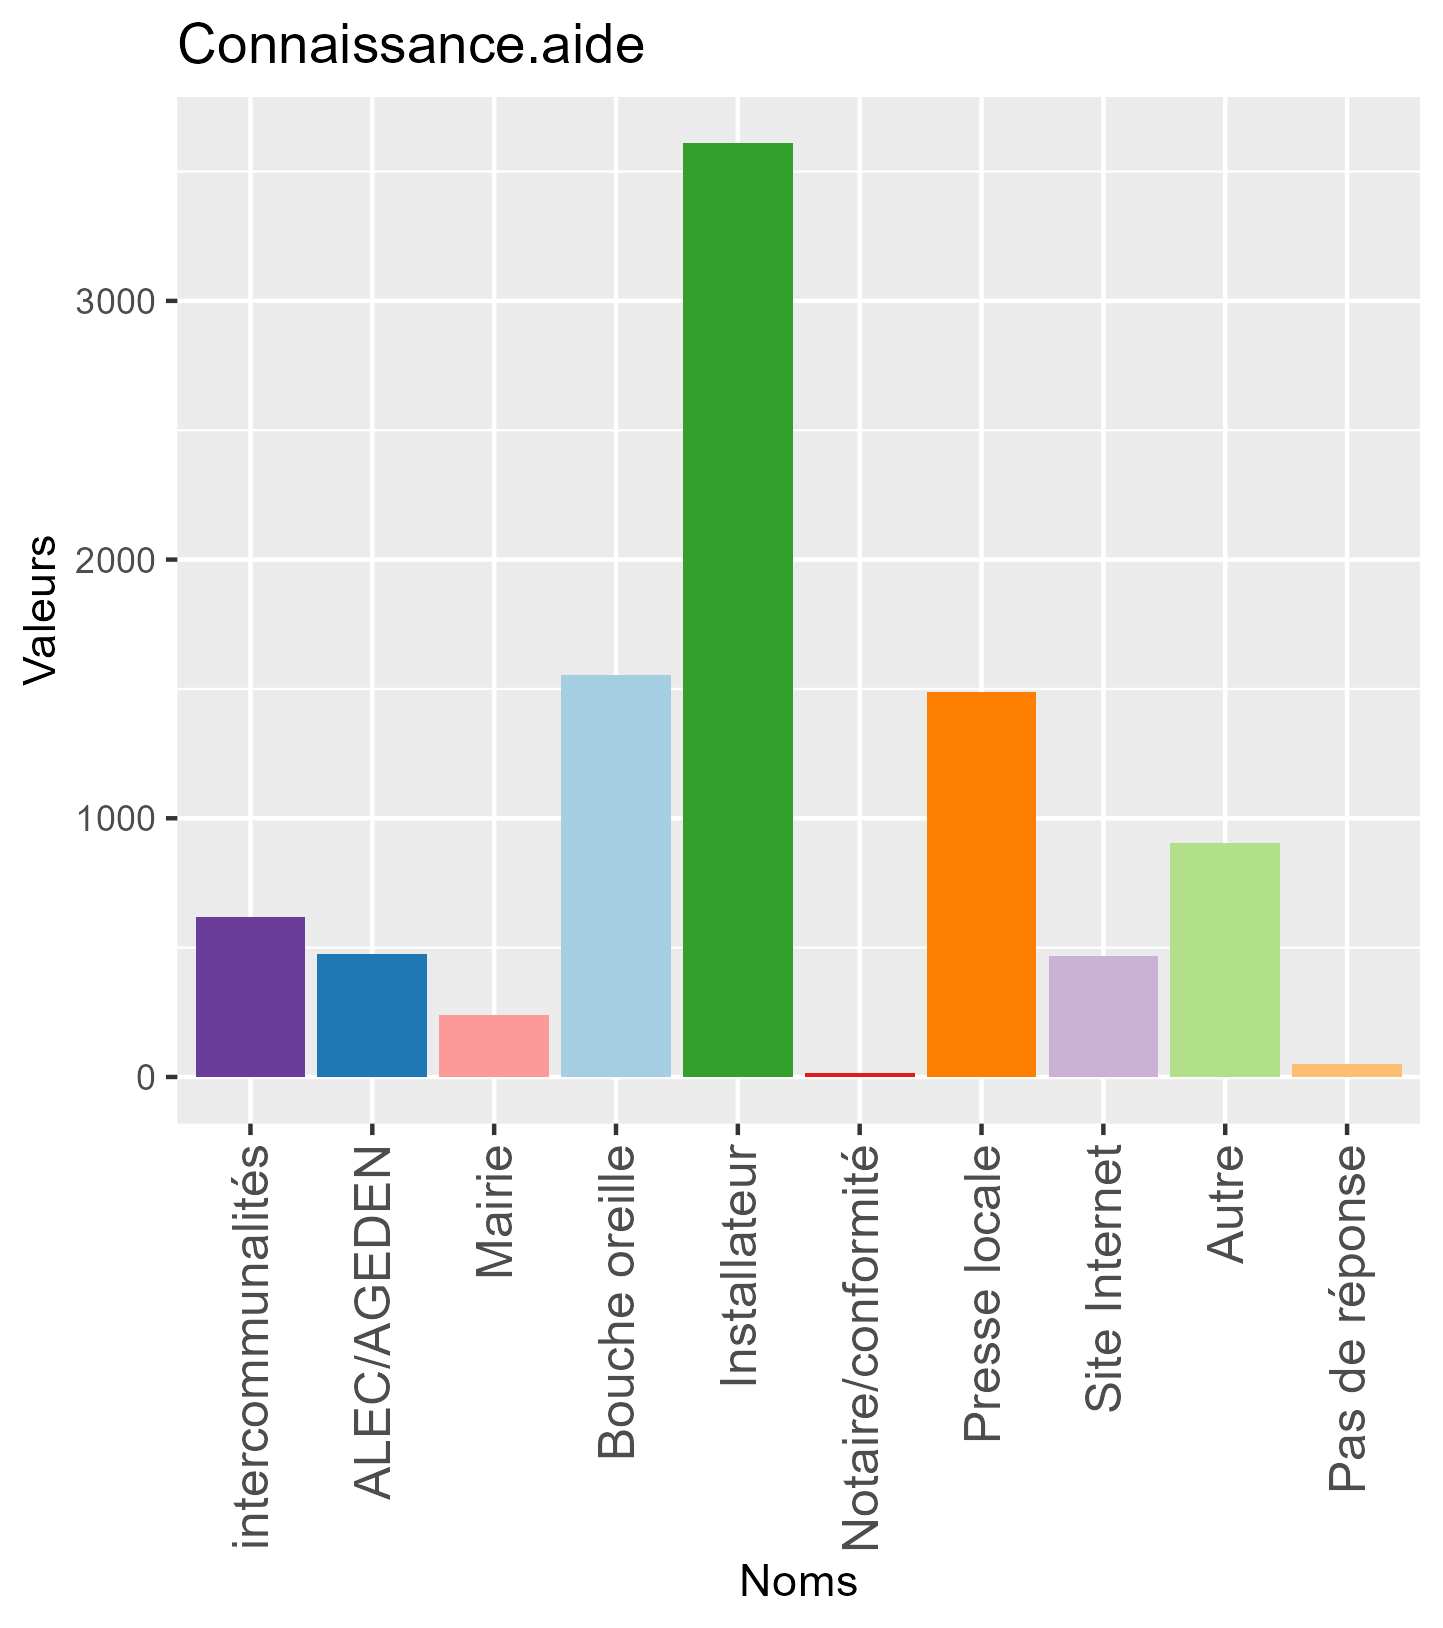 Connaissance.aide
Valeurs
3000
2000
1000
0
intercommunalités
ALEC/AGEDEN
Mairie
Bouche oreille
Installateur
Notaire/conformité
Presse locale
Site Internet
Autre
Pas de réponse
Noms